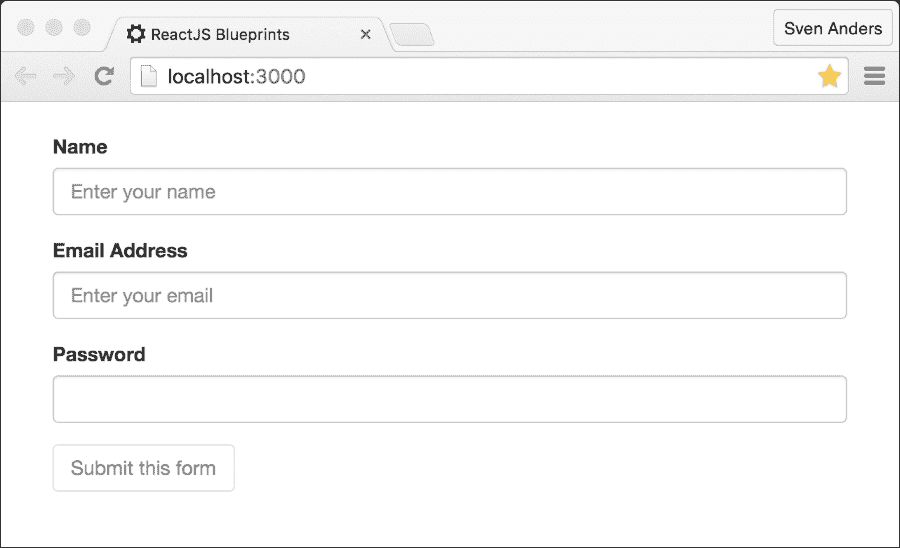 ReactJS Blueprints
Sven Anders
localhost:3000
Name
Enter your name
Email Address
Enter your email
Password
Submit this form